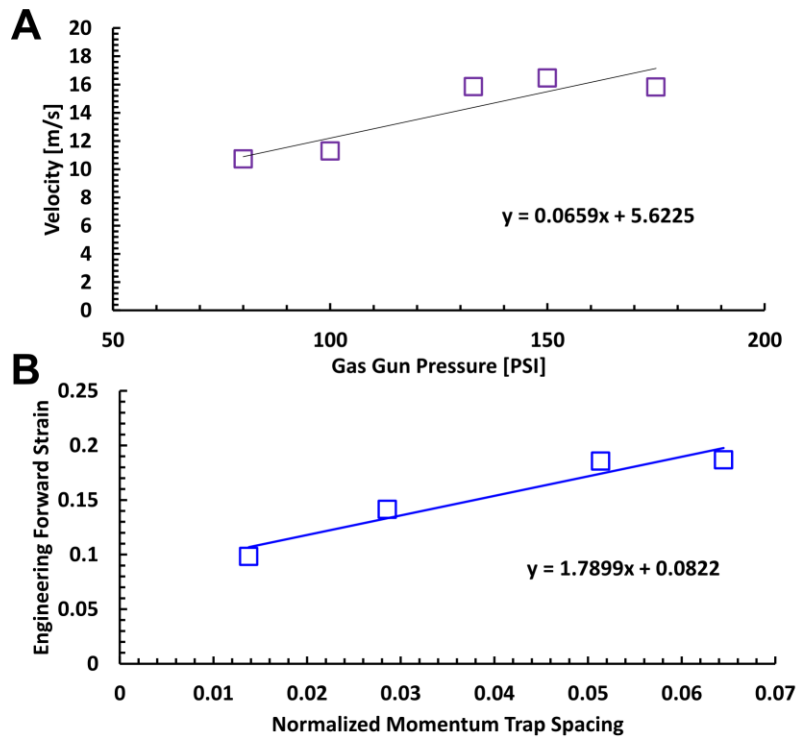 A
20
18
16
14
12
10
8
6
4
2
0
Velocity [m/s]
y = 0.0659x + 5.6225
50 100 150 200
Gas Gun Pressure [PSI]
B
0.25
0.2
0.15
0.1
0.05
0
Engineering Forward Strain
y = 1.7899x + 0.0822
0 0.01 0.02 0.03 0.04 0.05 0.06 0.07
Normalized Momentum Trap Spacing